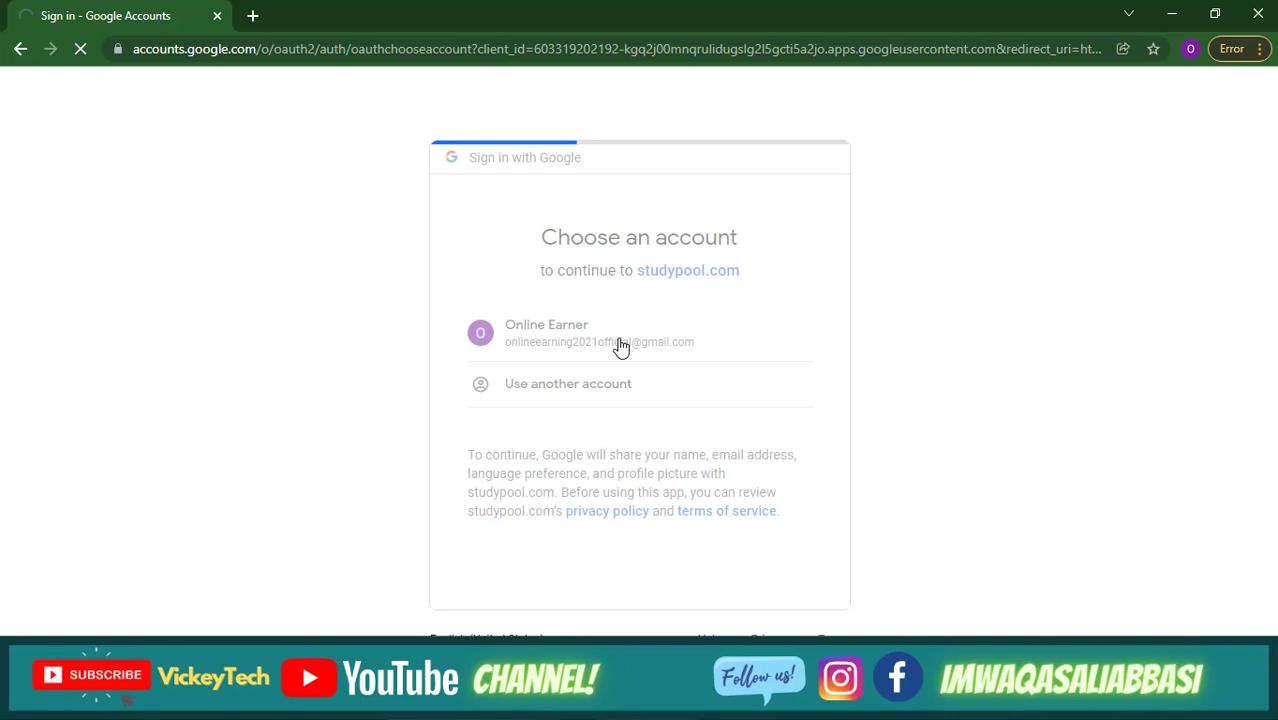 Sign in - Google Accounts
accounts.google.com/o/oauth2/auth/oauthchooseaccount?client_id=603319202192-kgq2j00mnqrulidugslg2l5gcti5a2jo.apps.googleusercontent.com&redirect_uri=ht...
O
Error
Sign in with Google
Choose an account
to continue to studypool.com
O
Online Earner
onlineearning2021official@gmail.com
Use another account
To continue, Google will share your name, email address,
language preference, and profile picture with
studypool.com. Before using this app, you can review
studypool.com's privacy policy and terms of service.
SUBSCRIBE VickeyTech YouTube CHANNEL! Follow us! IMWAQASALIABBASI